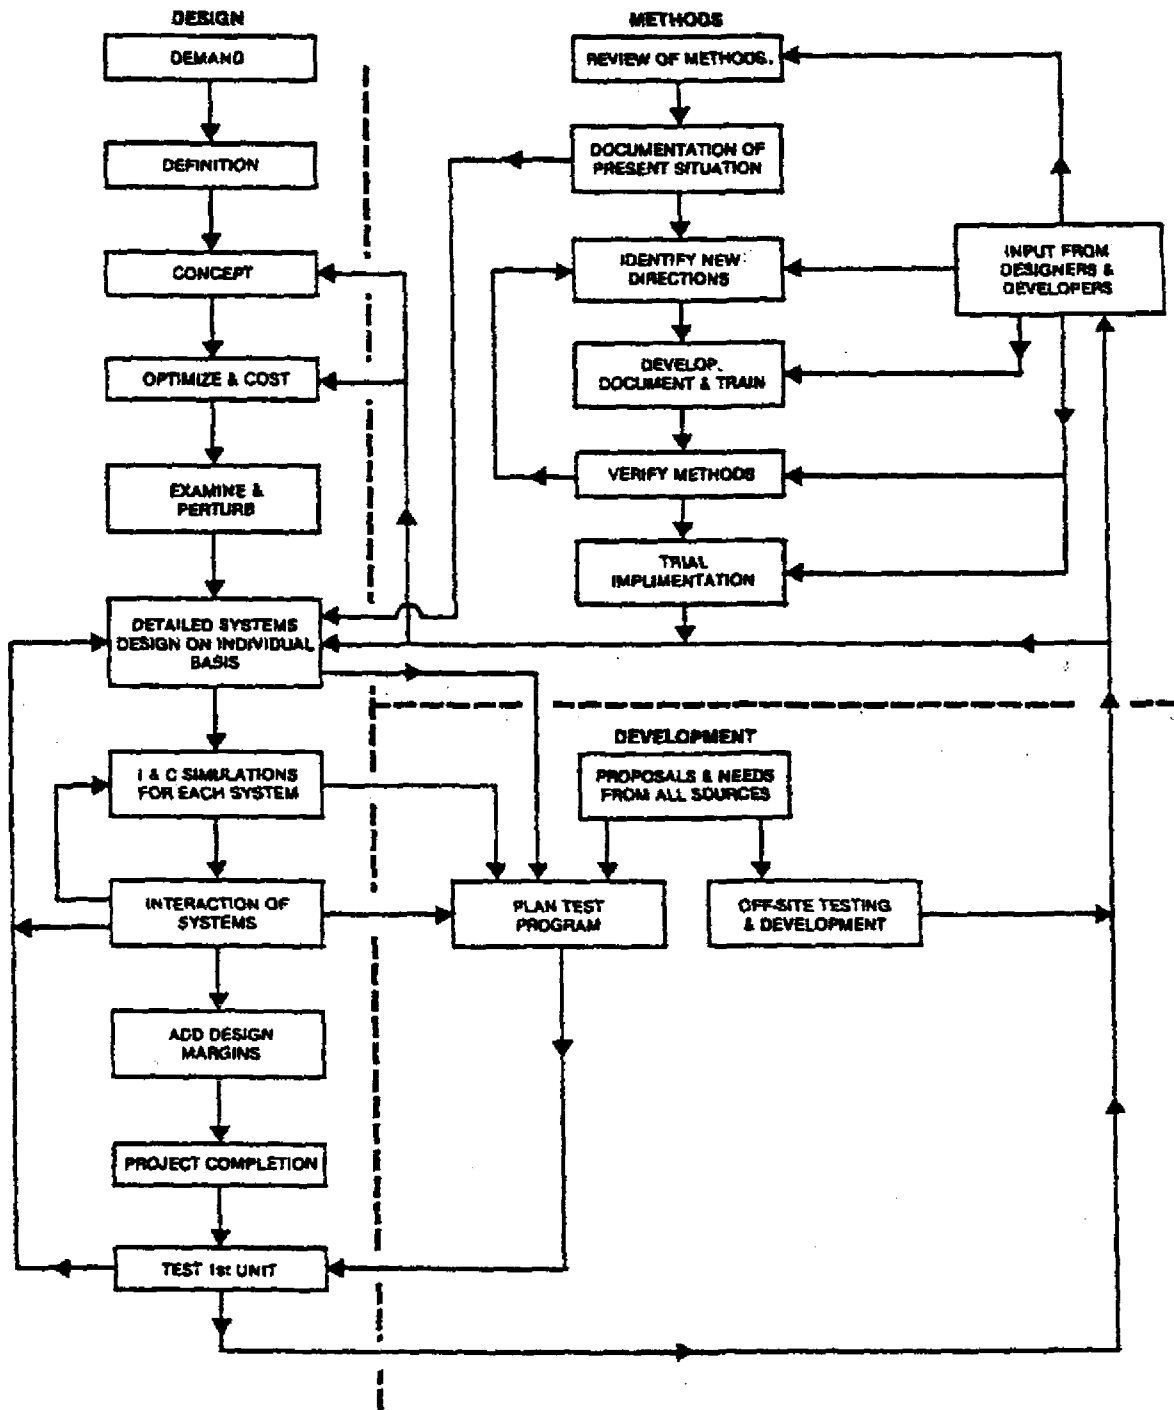 DESIGN
DEMAND
DEFINITION
CONCEPT
OPTIMIZE & COST
EXAMINE &
PERTURB
DETAILED SYSTEMS
DESIGN ON INDIVIDUAL
BASIS
I & C SIMULATIONS
FOR EACH SYSTEM
INTERACTION OF
SYSTEMS
ADD DESIGN
MARGINS
PROJECT COMPLETION
TEST 1st UNIT
METHODS
REVIEW OF METHODS.
DOCUMENTATION OF
PRESENT SITUATION
IDENTIFY NEW
DIRECTIONS
DEVELOP,
DOCUMENT & TRAIN
VERIFY METHODS
TRIAL
IMPLIMENTATION
INPUT FROM
DESIGNERS &
DEVELOPERS
DEVELOPMENT
PROPOSALS & NEEDS
FROM ALL SOURCES
PLAN TEST
PROGRAM
OFF-SITE TESTING
& DEVELOPMENT